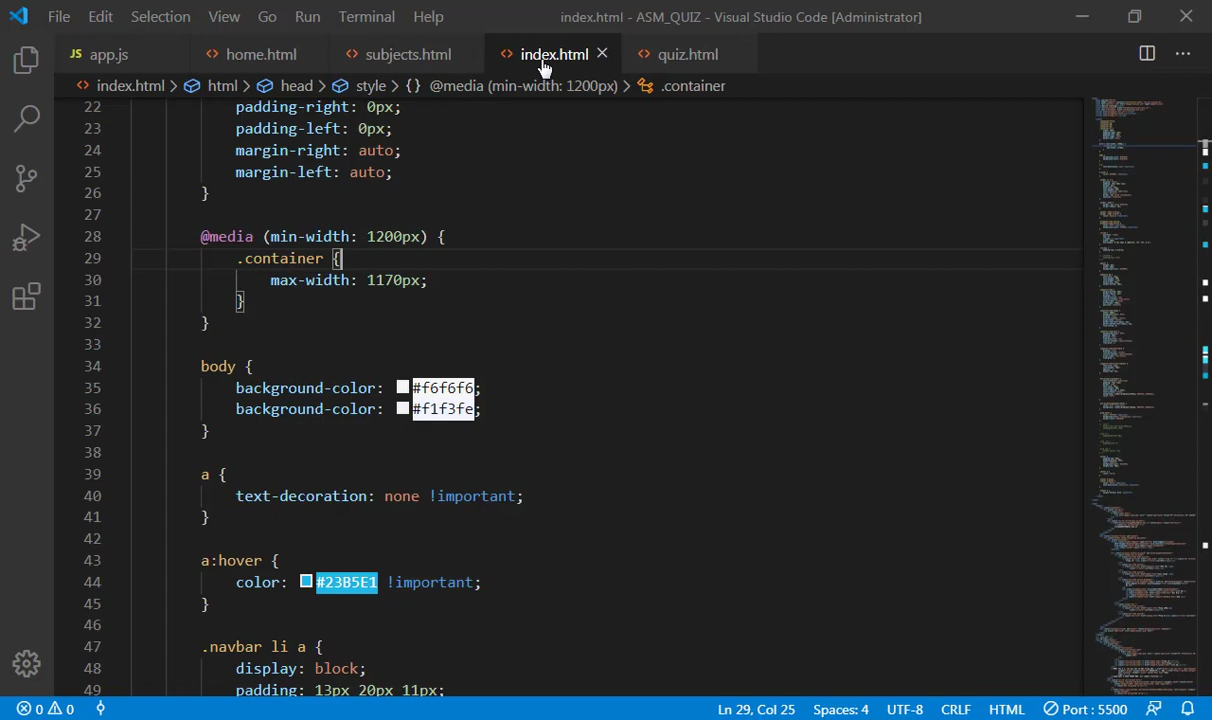 File Edit Selection View Go Run Terminal Help index.html - ASM_QUIZ - Visual Studio Code [Administrator]
JS app.js <> home.html <> subjects.html <> index.html <> quiz.html
<> index.html > html > head > style > {} @media (min-width: 1200px) > .container
22 padding-right: 0px;
23 padding-left: 0px;
24 margin-right: auto;
25 margin-left: auto;
26 }
27
28 @media (min-width: 1200px) {
29 .container {
30 max-width: 1170px;
31 }
32 }
33
34 body {
35 background-color: #f6f6f6;
36 background-color: #f1f3fe;
37 }
38
39 a {
40 text-decoration: none !important;
41 }
42
43 a:hover {
44 color: #23B5E1 !important;
45 }
46
47 .navbar li a {
48 display: block;
49 padding: 13px 20px 11px;
0 0 Ln 29, Col 25 Spaces: 4 UTF-8 CRLF HTML Port : 5500